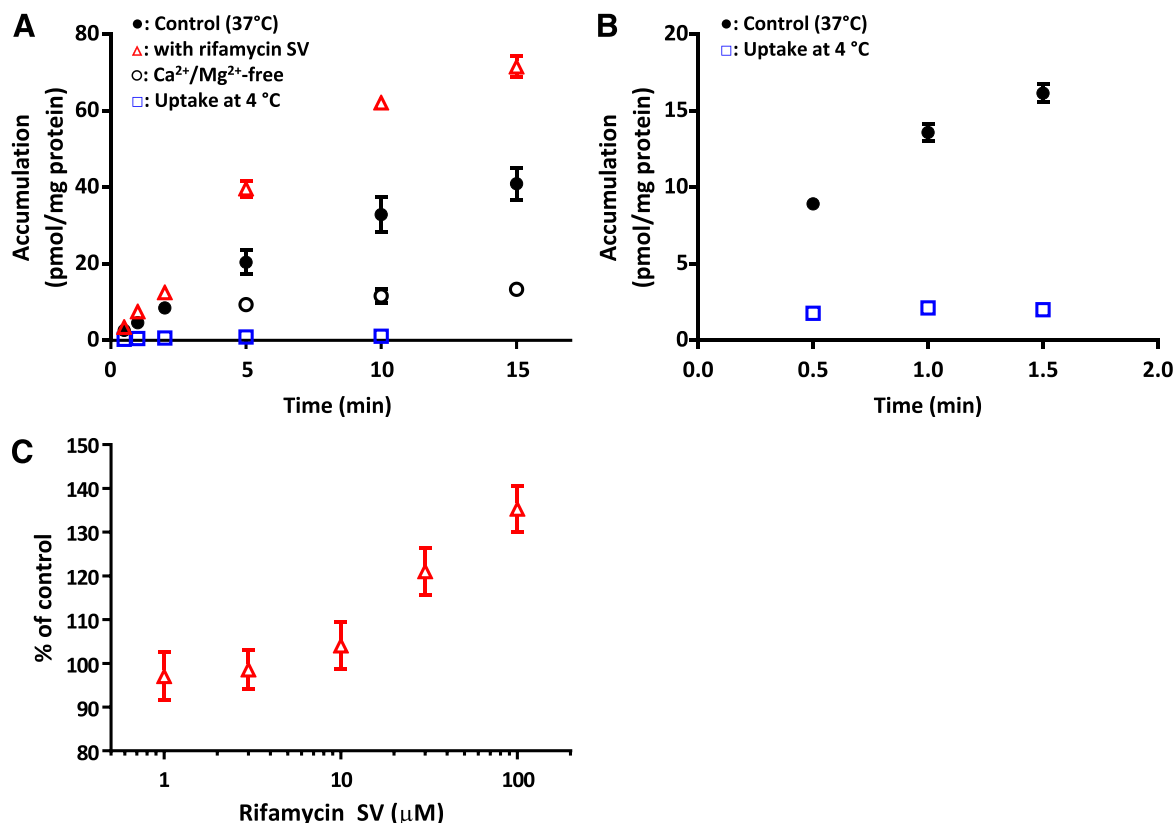 A
●: Control (37°C)
△: with rifamycin SV
○: Ca²⁺/Mg²⁺-free
□: Uptake at 4 °C
Accumulation
(pmol/mg protein)
80
60
40
20
0
0 5 10 15
Time (min)
B
●: Control (37°C)
□: Uptake at 4 °C
Accumulation
(pmol/mg protein)
20
15
10
5
0
0.0 0.5 1.0 1.5 2.0
Time (min)
C
% of control
150
140
130
120
110
100
90
80
1 10 100
Rifamycin SV (μM)